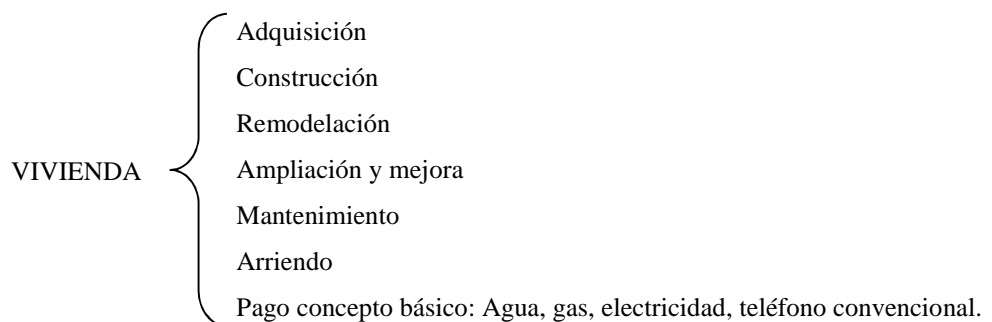 Adquisición
Construcción
Remodelación
VIVIENDA
Ampliación y mejora
Mantenimiento
Arriendo
Pago concepto básico: Agua, gas, electricidad, teléfono convencional.